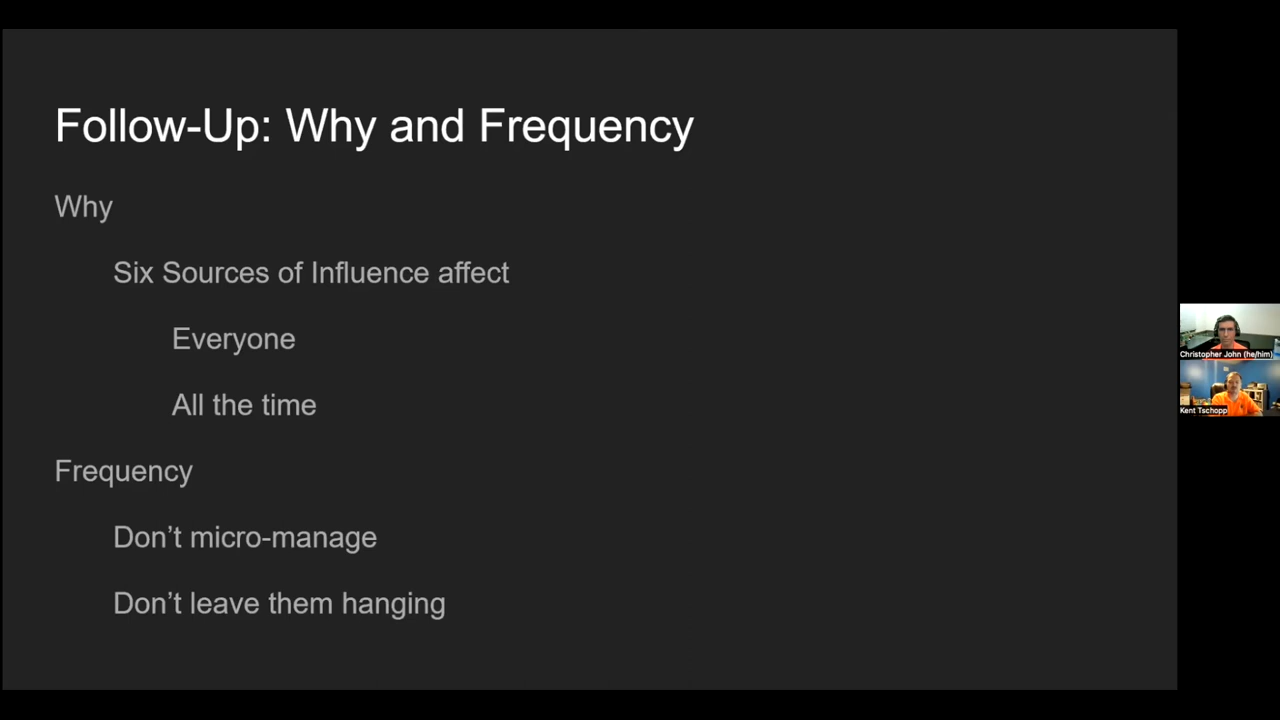 Follow-Up: Why and Frequency
Why
Six Sources of Influence affect
Everyone
All the time
Frequency
Don’t micro-manage
Don’t leave them hanging
Christopher John (he/him)
Kent Tschopp